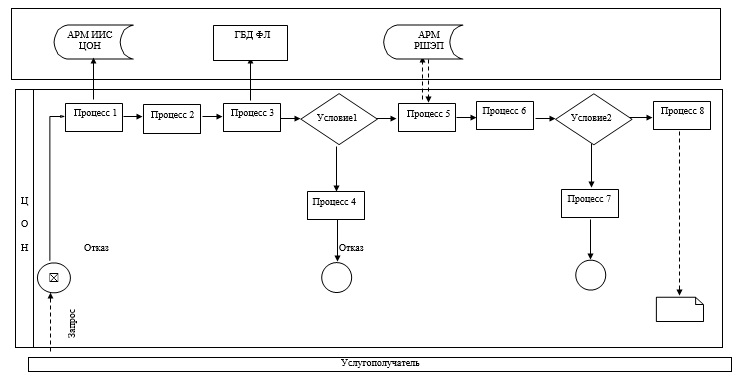 АРМ ИИС
ЦОН
ГБД ФЛ
АРМ
РШЭП
Процесс 1
Процесс 2
Процесс 3
Условие1
Процесс 5
Процесс 6
Условие2
Процесс 8
Процесс 4
Процесс 7
Ц
О
Н
Отказ
Отказ
Запрос
Услугополучатель